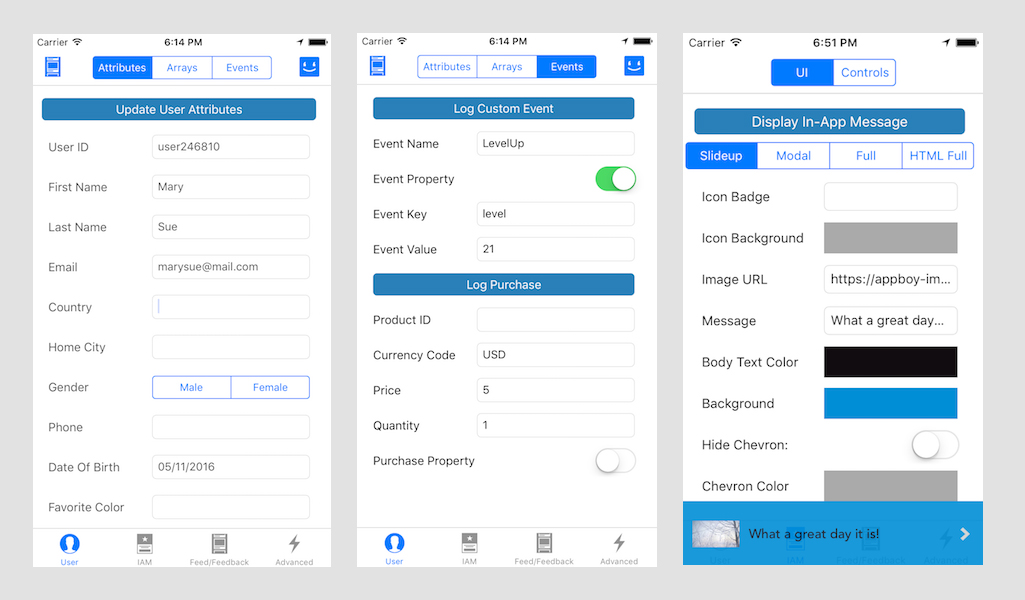 Carrier 6:14 PM
Attributes Arrays Events
Update User Attributes
User ID user246810
First Name Mary
Last Name Sue
Email marysue@mail.com
Country
Home City
Gender Male Female
Phone
Date Of Birth 05/11/2016
Favorite Color
User IAM Feed/Feedback Advanced
Carrier 6:14 PM
Attributes Arrays Events
Log Custom Event
Event Name LevelUp
Event Property
Event Key level
Event Value 21
Log Purchase
Product ID
Currency Code USD
Price 5
Quantity 1
Purchase Property
User IAM Feed/Feedback Advanced
Carrier 6:51 PM
UI Controls
Display In-App Message
Slideup Modal Full HTML Full
Icon Badge
Icon Background
Image URL https://appboy-im...
Message What a great day...
Body Text Color
Background
Hide Chevron:
Chevron Color
What a great day it is!
User IAM Feed/Feedback Advanced